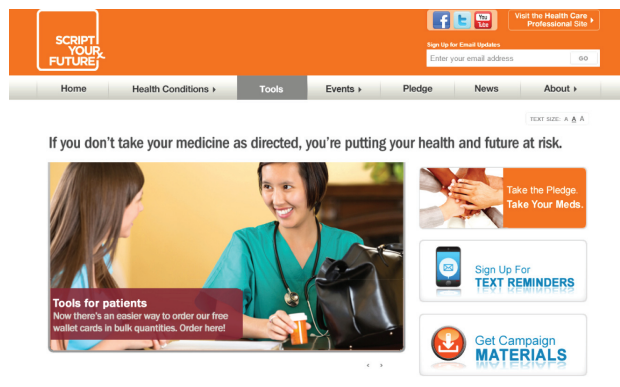 SCRIPT
YOUR
FUTURE
You
Tube
Visit the Health Care
Professional Site
Sign Up for Email Updates
Enter your email address
GO
Home
Health Conditions
Tools
Events
Pledge
News
About
TEXT SIZE: A A A
If you don't take your medicine as directed, you're putting your health and future at risk.
Tools for patients
Now there's an easier way to order our free
wallet cards in bulk quantities. Order here!
Take the Pledge.
Take Your Meds.
Sign Up For
TEXT REMINDERS
Get Campaign
MATERIALS